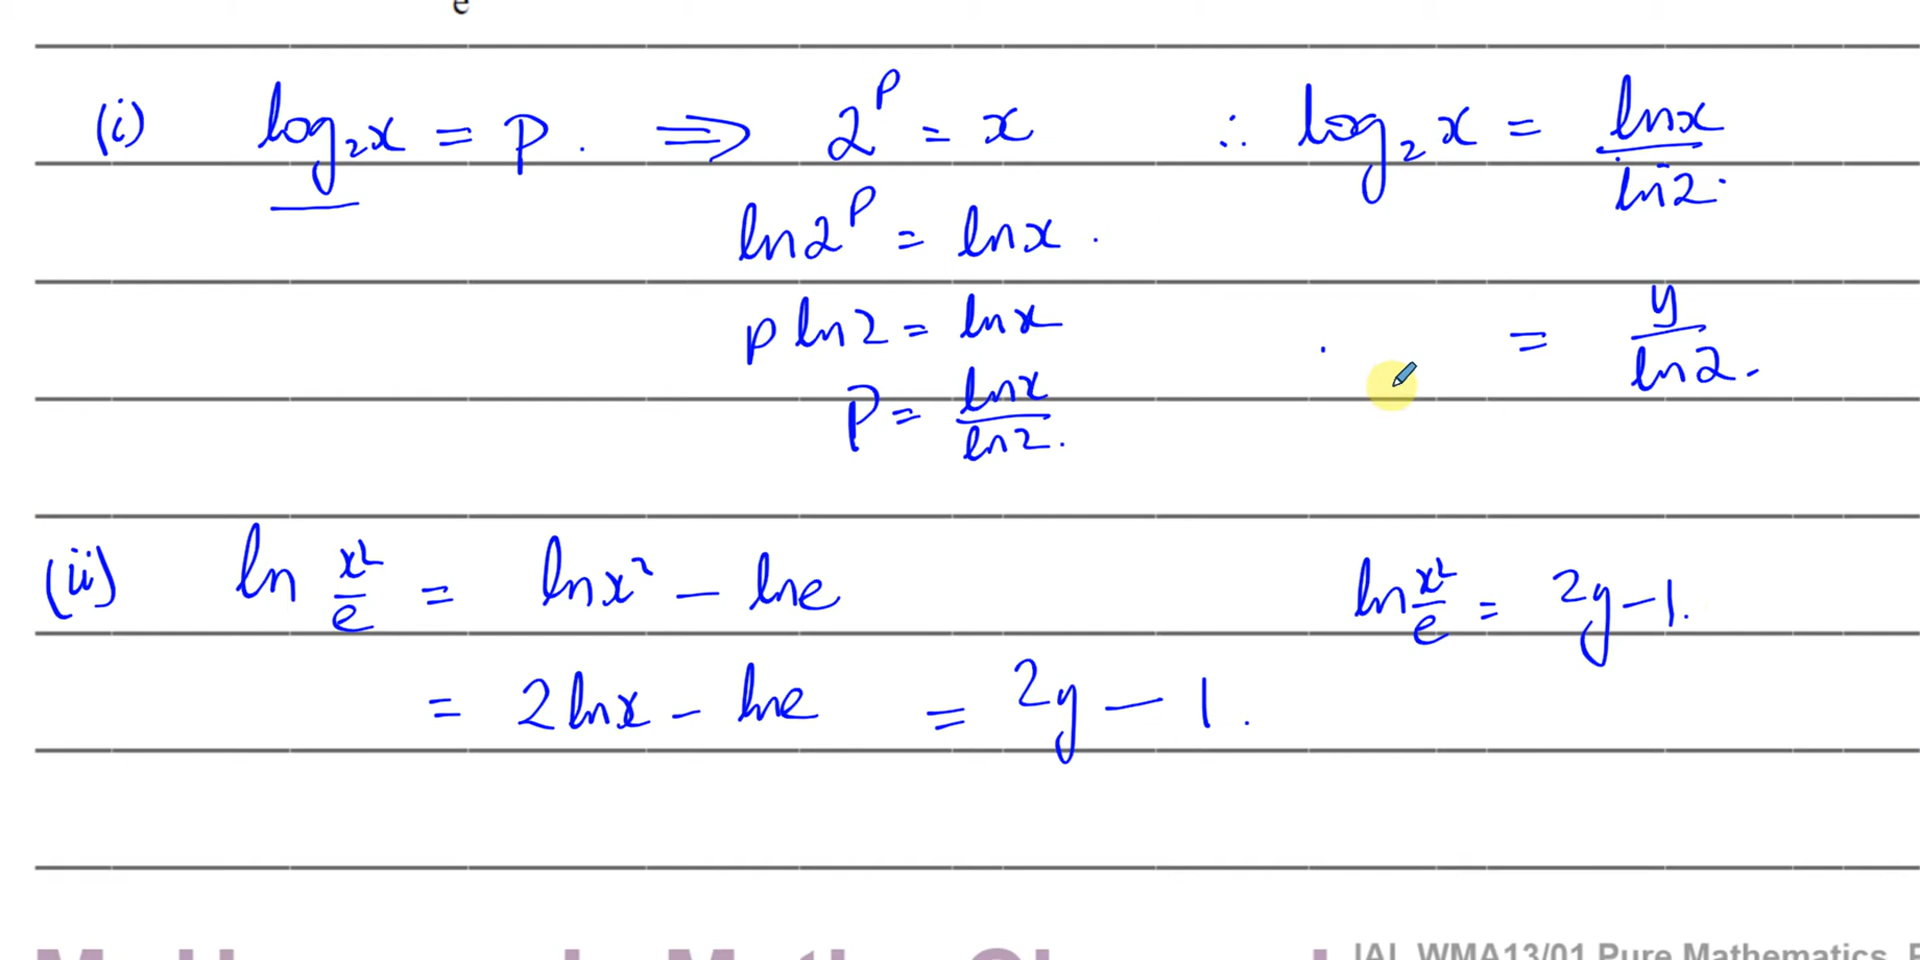 e
(i) log₂x = p. ⇒ 2^p = x ∴ log₂x = lnx/ln2.
ln2^p = lnx.
p ln2 = lnx = y/ln2.
p = lnx/ln2.
(ii) ln x²/e = lnx² - lne ln x²/e = 2y-1.
= 2lnx - lne = 2y - 1.
IAL WMA13/01 Pure Mathematics